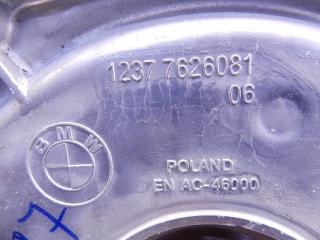 1237 7626081
06
BMW
POLAND
EN AC-46000